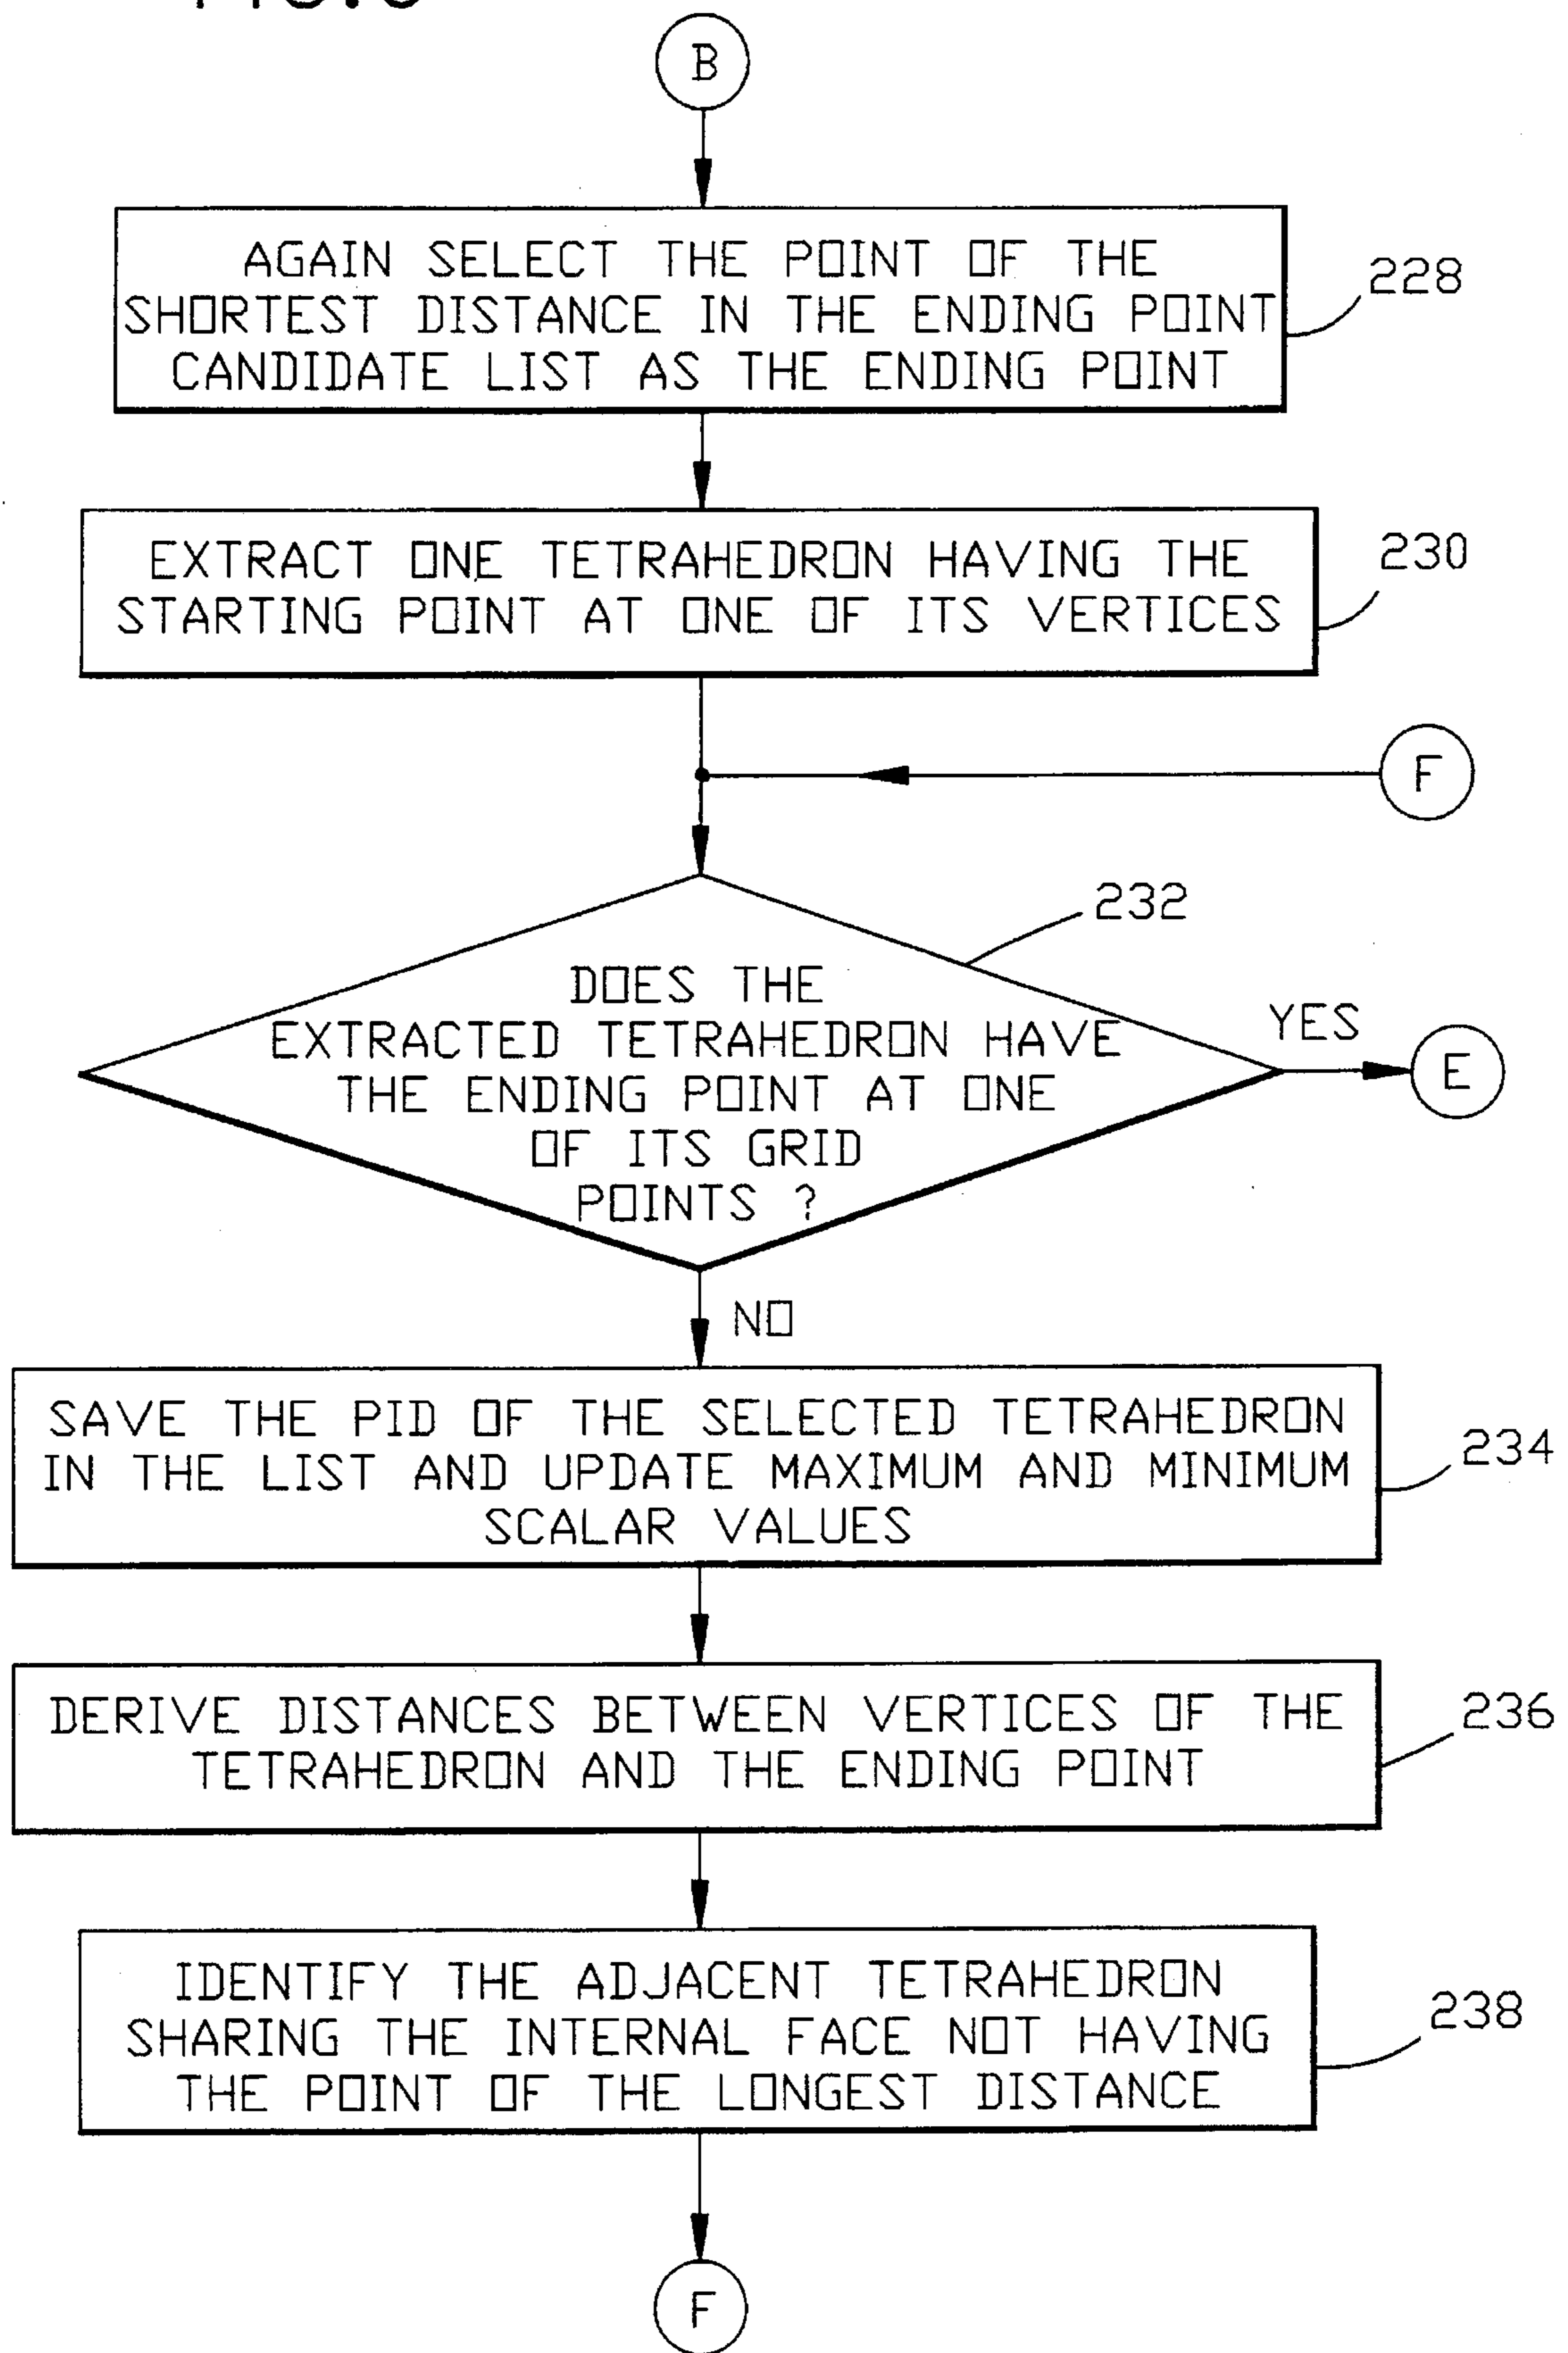 B
AGAIN SELECT THE POINT OF THE
SHORTEST DISTANCE IN THE ENDING POINT
CANDIDATE LIST AS THE ENDING POINT
228
EXTRACT ONE TETRAHEDRON HAVING THE
STARTING POINT AT ONE OF ITS VERTICES
230
F
232
DOES THE
EXTRACTED TETRAHEDRON HAVE
THE ENDING POINT AT ONE
OF ITS GRID
POINTS ?
YES
E
NO
SAVE THE PID OF THE SELECTED TETRAHEDRON
IN THE LIST AND UPDATE MAXIMUM AND MINIMUM
SCALAR VALUES
234
DERIVE DISTANCES BETWEEN VERTICES OF THE
TETRAHEDRON AND THE ENDING POINT
236
IDENTIFY THE ADJACENT TETRAHEDRON
SHARING THE INTERNAL FACE NOT HAVING
THE POINT OF THE LONGEST DISTANCE
238
F